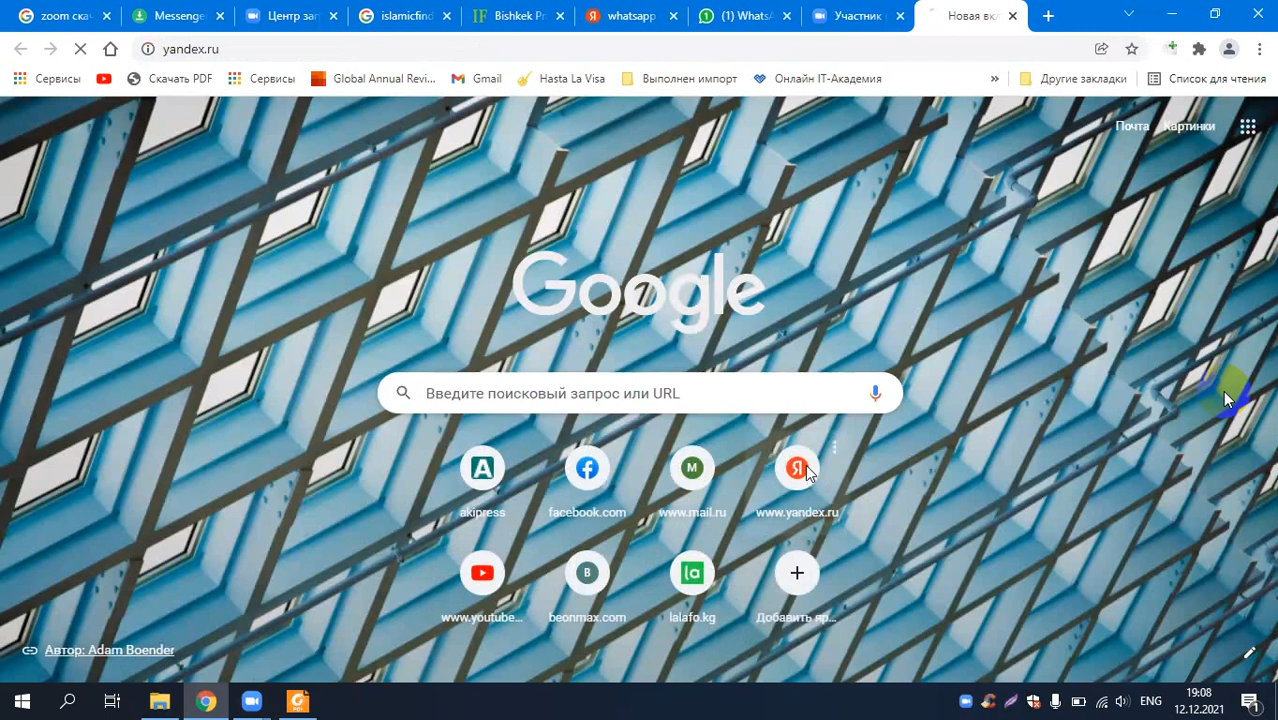 zoom скач
Messenge
Центр заг
islamicfind
Bishkek Pr
whatsapp
(1) WhatsA
Участник
Новая вкл
yandex.ru
Сервисы
Скачать PDF
Сервисы
Global Annual Revi...
Gmail
Hasta La Visa
Выполнен импорт
Онлайн IT-Академия
»
Другие закладки
Список для чтения
Почта
Картинки
Google
Введите поисковый запрос или URL
akipress
facebook.com
www.mail.ru
www.yandex.ru
www.youtube...
beonmax.com
lalafo.kg
Добавить яр...
Автор: Adam Boender
ENG
19:08
12.12.2021